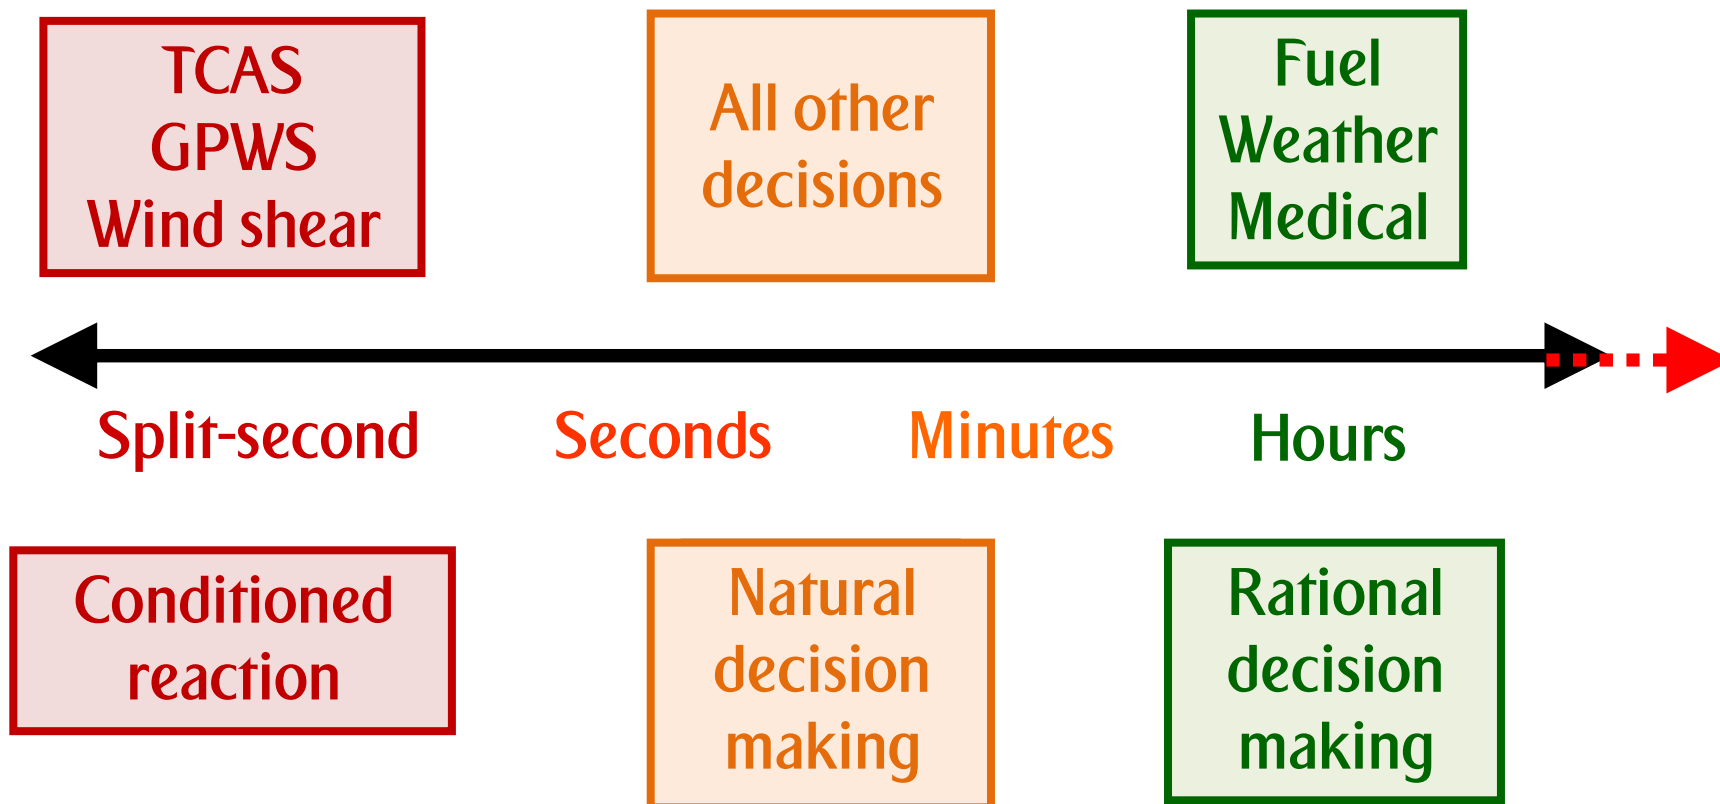 TCAS
GPWS
Wind shear
All other
decisions
Fuel
Weather
Medical
Split-second
Seconds
Minutes
Hours
Conditioned
reaction
Natural
decision
making
Rational
decision
making